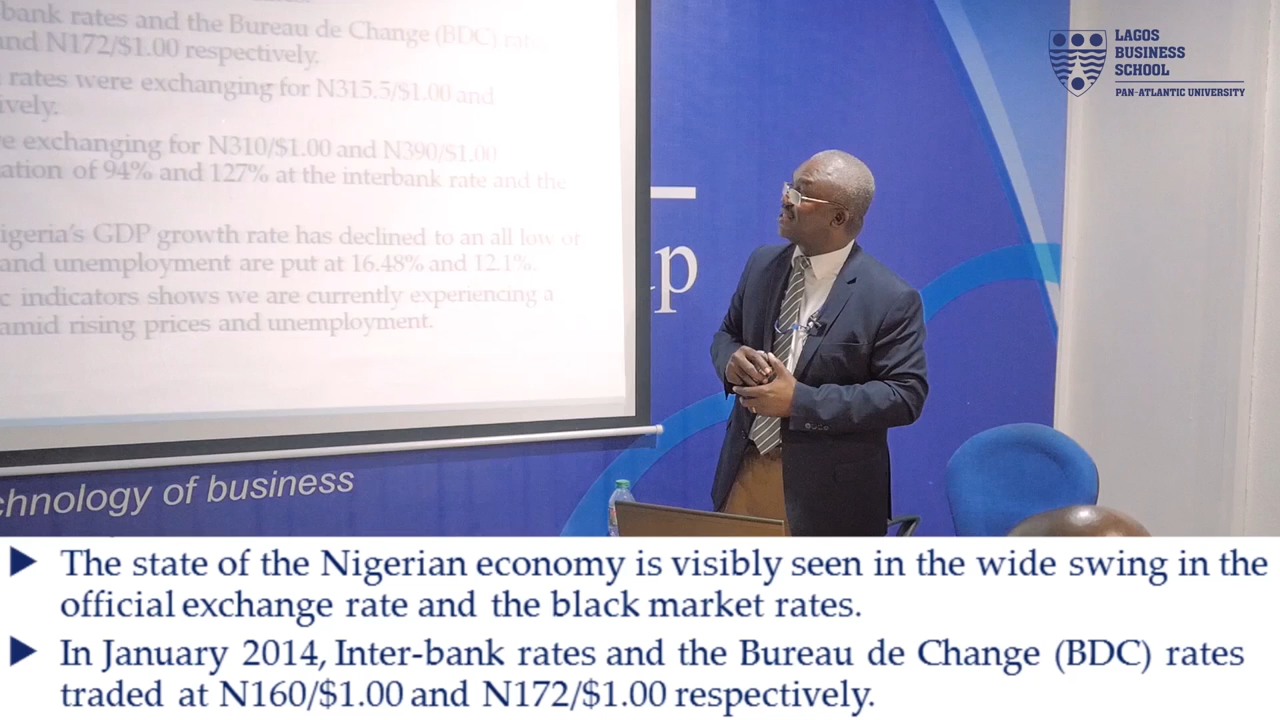 bank rates and the Bureau de Change (BDC)
and N172/$1.00 respectively.
rates were exchanging for N315.5/$1.00 and
exchanging for N310/$1.00 and N390/$1.00
of 94% and 127% at the interbank rate and the
GDP growth rate has declined to an all low or
and unemployment are put at 16.48% and 12.1%.
indicators shows we are currently experiencing a
amid rising prices and unemployment.
LAGOS
BUSINESS
SCHOOL
PAN-ATLANTIC UNIVERSITY
of business
▶ The state of the Nigerian economy is visibly seen in the wide swing in the
official exchange rate and the black market rates.
▶ In January 2014, Inter-bank rates and the Bureau de Change (BDC) rates
traded at N160/$1.00 and N172/$1.00 respectively.